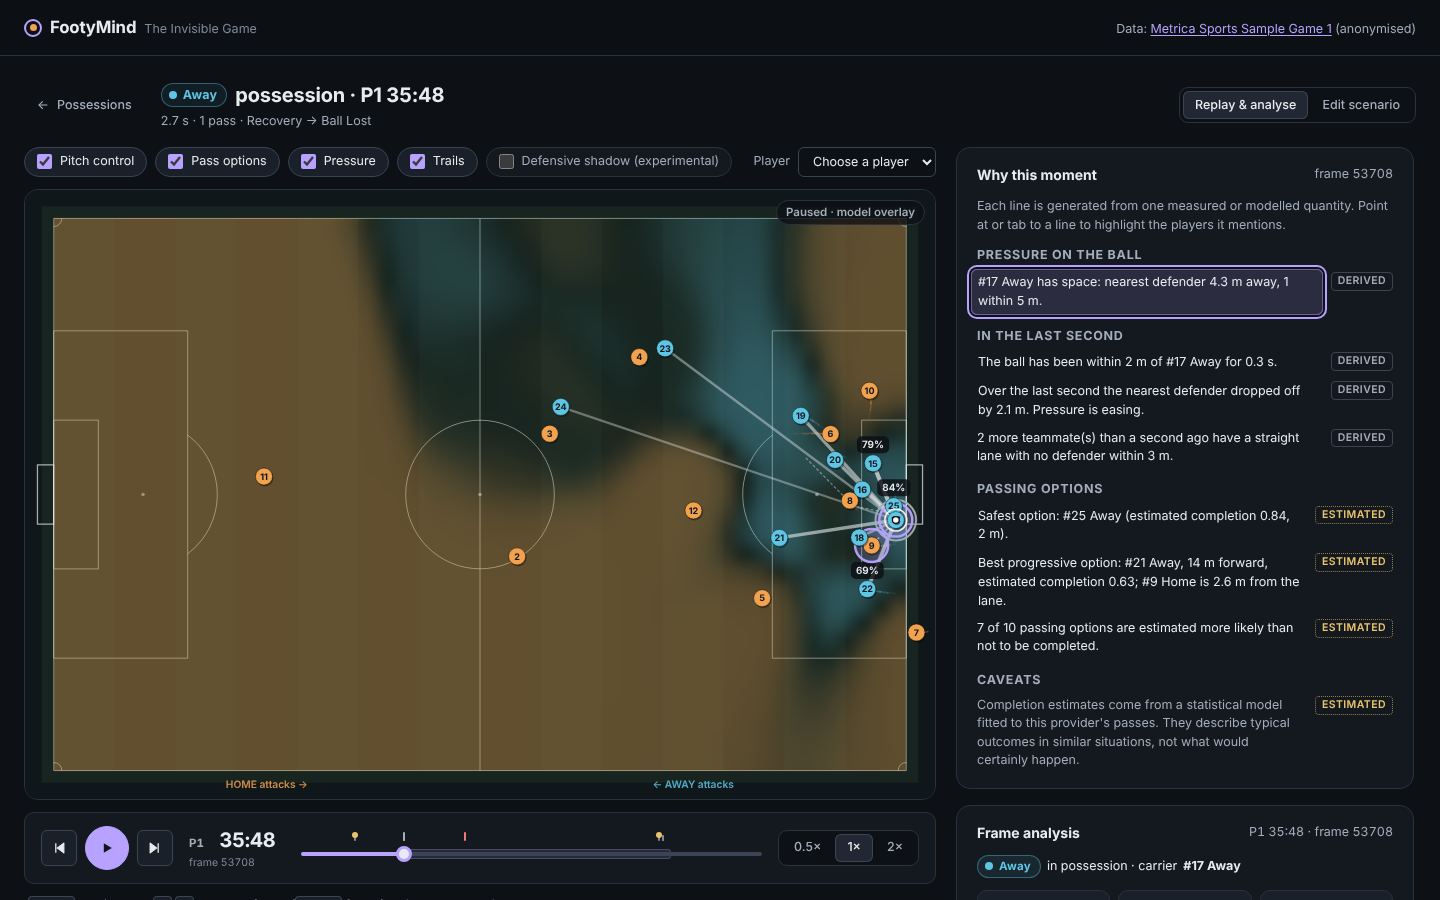 FootyMind The Invisible Game
Data: Metrica Sports Sample Game 1 (anonymised)
← Possessions
Away possession · P1 35:48
2.7 s · 1 pass · Recovery → Ball Lost
Replay & analyse
Edit scenario
Pitch control
Pass options
Pressure
Trails
Defensive shadow (experimental)
Player
Choose a player
Paused · model overlay
4
23
10
24
3
19
6
79%
20
15
11
16
84%
8
25
12
21
18
9
2
69%
22
5
7
HOME attacks →
← AWAY attacks
P1 35:48
frame 53708
0.5×
1×
2×
Why this moment
frame 53708
Each line is generated from one measured or modelled quantity. Point
at or tab to a line to highlight the players it mentions.
PRESSURE ON THE BALL
#17 Away has space: nearest defender 4.3 m away, 1
within 5 m.
DERIVED
IN THE LAST SECOND
The ball has been within 2 m of #17 Away for 0.3 s.
DERIVED
Over the last second the nearest defender dropped off
by 2.1 m. Pressure is easing.
DERIVED
2 more teammate(s) than a second ago have a straight
lane with no defender within 3 m.
DERIVED
PASSING OPTIONS
Safest option: #25 Away (estimated completion 0.84,
2 m).
ESTIMATED
Best progressive option: #21 Away, 14 m forward,
estimated completion 0.63; #9 Home is 2.6 m from the
lane.
ESTIMATED
7 of 10 passing options are estimated more likely than
not to be completed.
ESTIMATED
CAVEATS
Completion estimates come from a statistical model
fitted to this provider's passes. They describe typical
outcomes in similar situations, not what would
certainly happen.
ESTIMATED
Frame analysis
P1 35:48 · frame 53708
Away in possession · carrier #17 Away